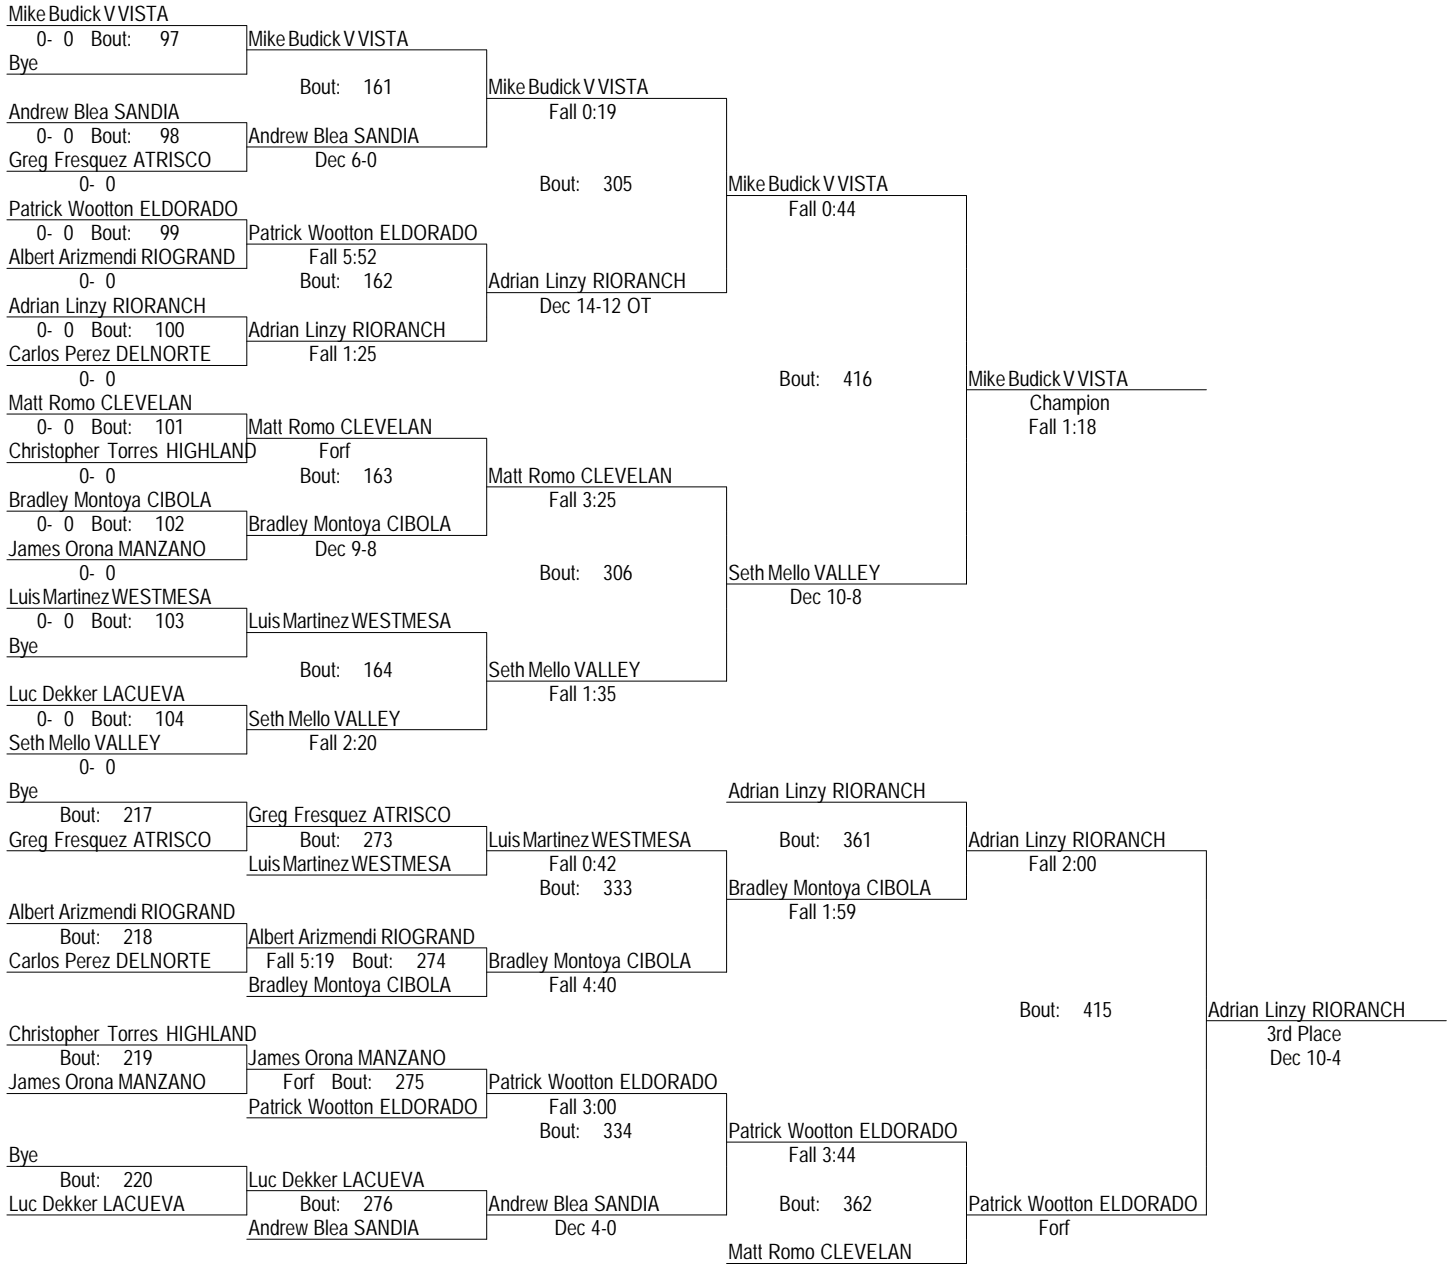 Mike Budick V VISTA
0- 0 Bout: 97 Mike Budick V VISTA
Bye
Bout: 161 Mike Budick V VISTA
Andrew Blea SANDIA Fall 0:19
0- 0 Bout: 98 Andrew Blea SANDIA
Greg Fresquez ATRISCO Dec 6-0
0- 0 Bout: 305 Mike Budick V VISTA
Patrick Wootton ELDORADO Fall 0:44
0- 0 Bout: 99 Patrick Wootton ELDORADO
Albert Arizmendi RIOGRAND Fall 5:52
0- 0 Bout: 162 Adrian Linzy RIORANCH
Adrian Linzy RIORANCH Dec 14-12 OT
0- 0 Bout: 100 Adrian Linzy RIORANCH
Carlos Perez DELNORTE Fall 1:25
0- 0 Bout: 416 Mike Budick V VISTA
Matt Romo CLEVELAN Champion
0- 0 Bout: 101 Matt Romo CLEVELAN Fall 1:18
Christopher Torres HIGHLAND Forf
0- 0 Bout: 163 Matt Romo CLEVELAN
Bradley Montoya CIBOLA Fall 3:25
0- 0 Bout: 102 Bradley Montoya CIBOLA
James Orona MANZANO Dec 9-8
0- 0 Bout: 306 Seth Mello VALLEY
Luis Martinez WESTMESA Dec 10-8
0- 0 Bout: 103 Luis Martinez WESTMESA
Bye
Bout: 164 Seth Mello VALLEY
Luc Dekker LACUEVA Fall 1:35
0- 0 Bout: 104 Seth Mello VALLEY
Seth Mello VALLEY Fall 2:20
0- 0
Bye Adrian Linzy RIORANCH
Bout: 217 Greg Fresquez ATRISCO
Greg Fresquez ATRISCO Bout: 273 Luis Martinez WESTMESA Bout: 361 Adrian Linzy RIORANCH
Luis Martinez WESTMESA Fall 0:42 Fall 2:00
Bout: 333 Bradley Montoya CIBOLA
Albert Arizmendi RIOGRAND Fall 1:59
Bout: 218 Albert Arizmendi RIOGRAND
Carlos Perez DELNORTE Fall 5:19 Bout: 274 Bradley Montoya CIBOLA
Bradley Montoya CIBOLA Fall 4:40
Bout: 415 Adrian Linzy RIORANCH
Christopher Torres HIGHLAND 3rd Place
Bout: 219 James Orona MANZANO Dec 10-4
James Orona MANZANO Forf Bout: 275 Patrick Wootton ELDORADO
Patrick Wootton ELDORADO Fall 3:00
Bout: 334 Patrick Wootton ELDORADO
Bye Fall 3:44
Bout: 220 Luc Dekker LACUEVA
Luc Dekker LACUEVA Bout: 276 Andrew Blea SANDIA Bout: 362 Patrick Wootton ELDORADO
Andrew Blea SANDIA Dec 4-0 Forf
Matt Romo CLEVELAN